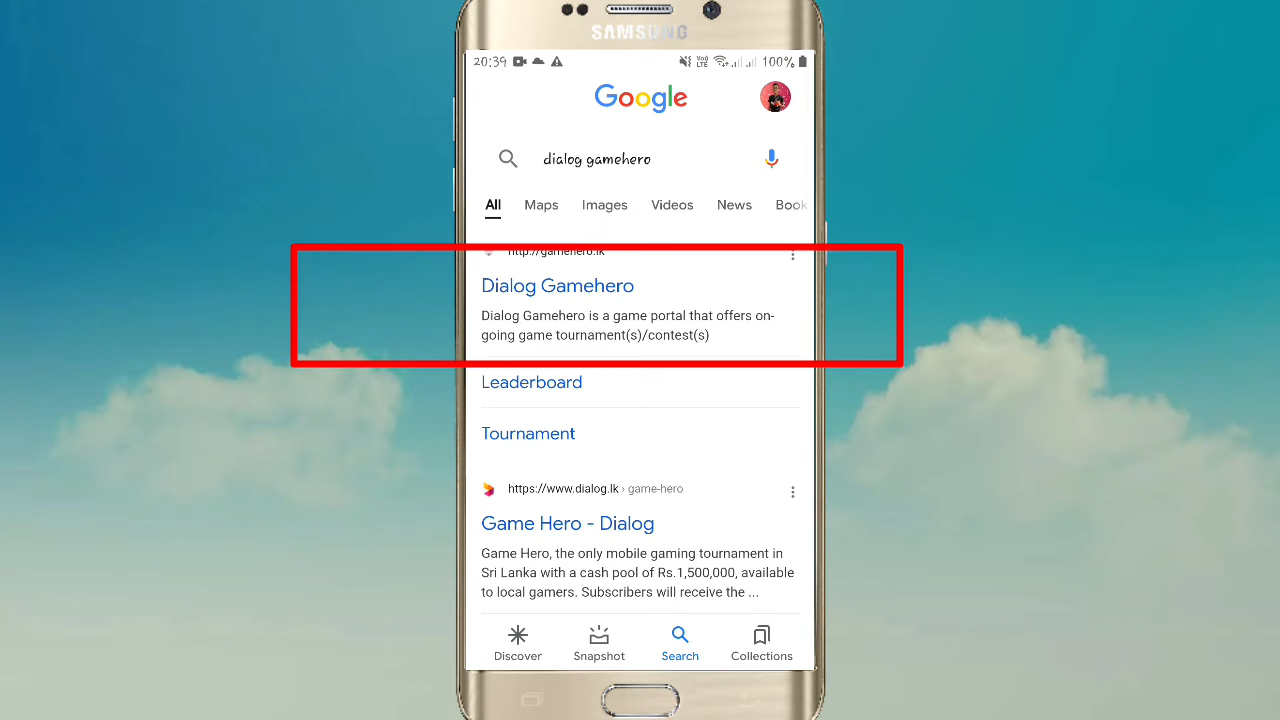 SAMSUNG
20:39 VoD LTE 100%
Google
dialog gamehero
All Maps Images Videos News Book
http://gamehero.lk
Dialog Gamehero
Dialog Gamehero is a game portal that offers on-
going game tournament(s)/contest(s)
Leaderboard
Tournament
https://www.dialog.lk › game-hero
Game Hero - Dialog
Game Hero, the only mobile gaming tournament in
Sri Lanka with a cash pool of Rs.1,500,000, available
to local gamers. Subscribers will receive the ...
Discover Snapshot Search Collections